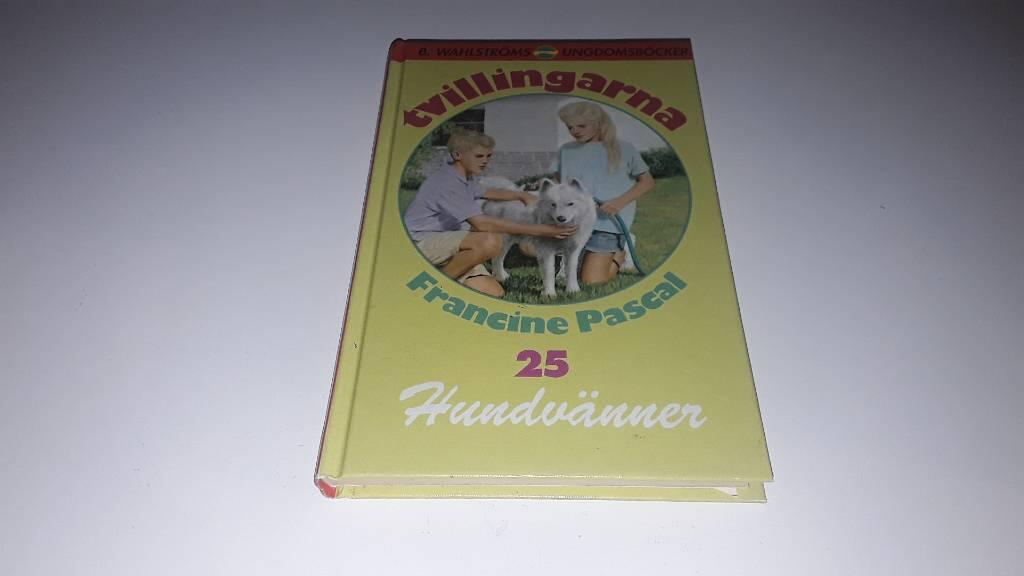 B. WAHLSTRÖMS UNGDOMSBÖCKER
tvillingarna
Francine Pascal
25
Hundvänner